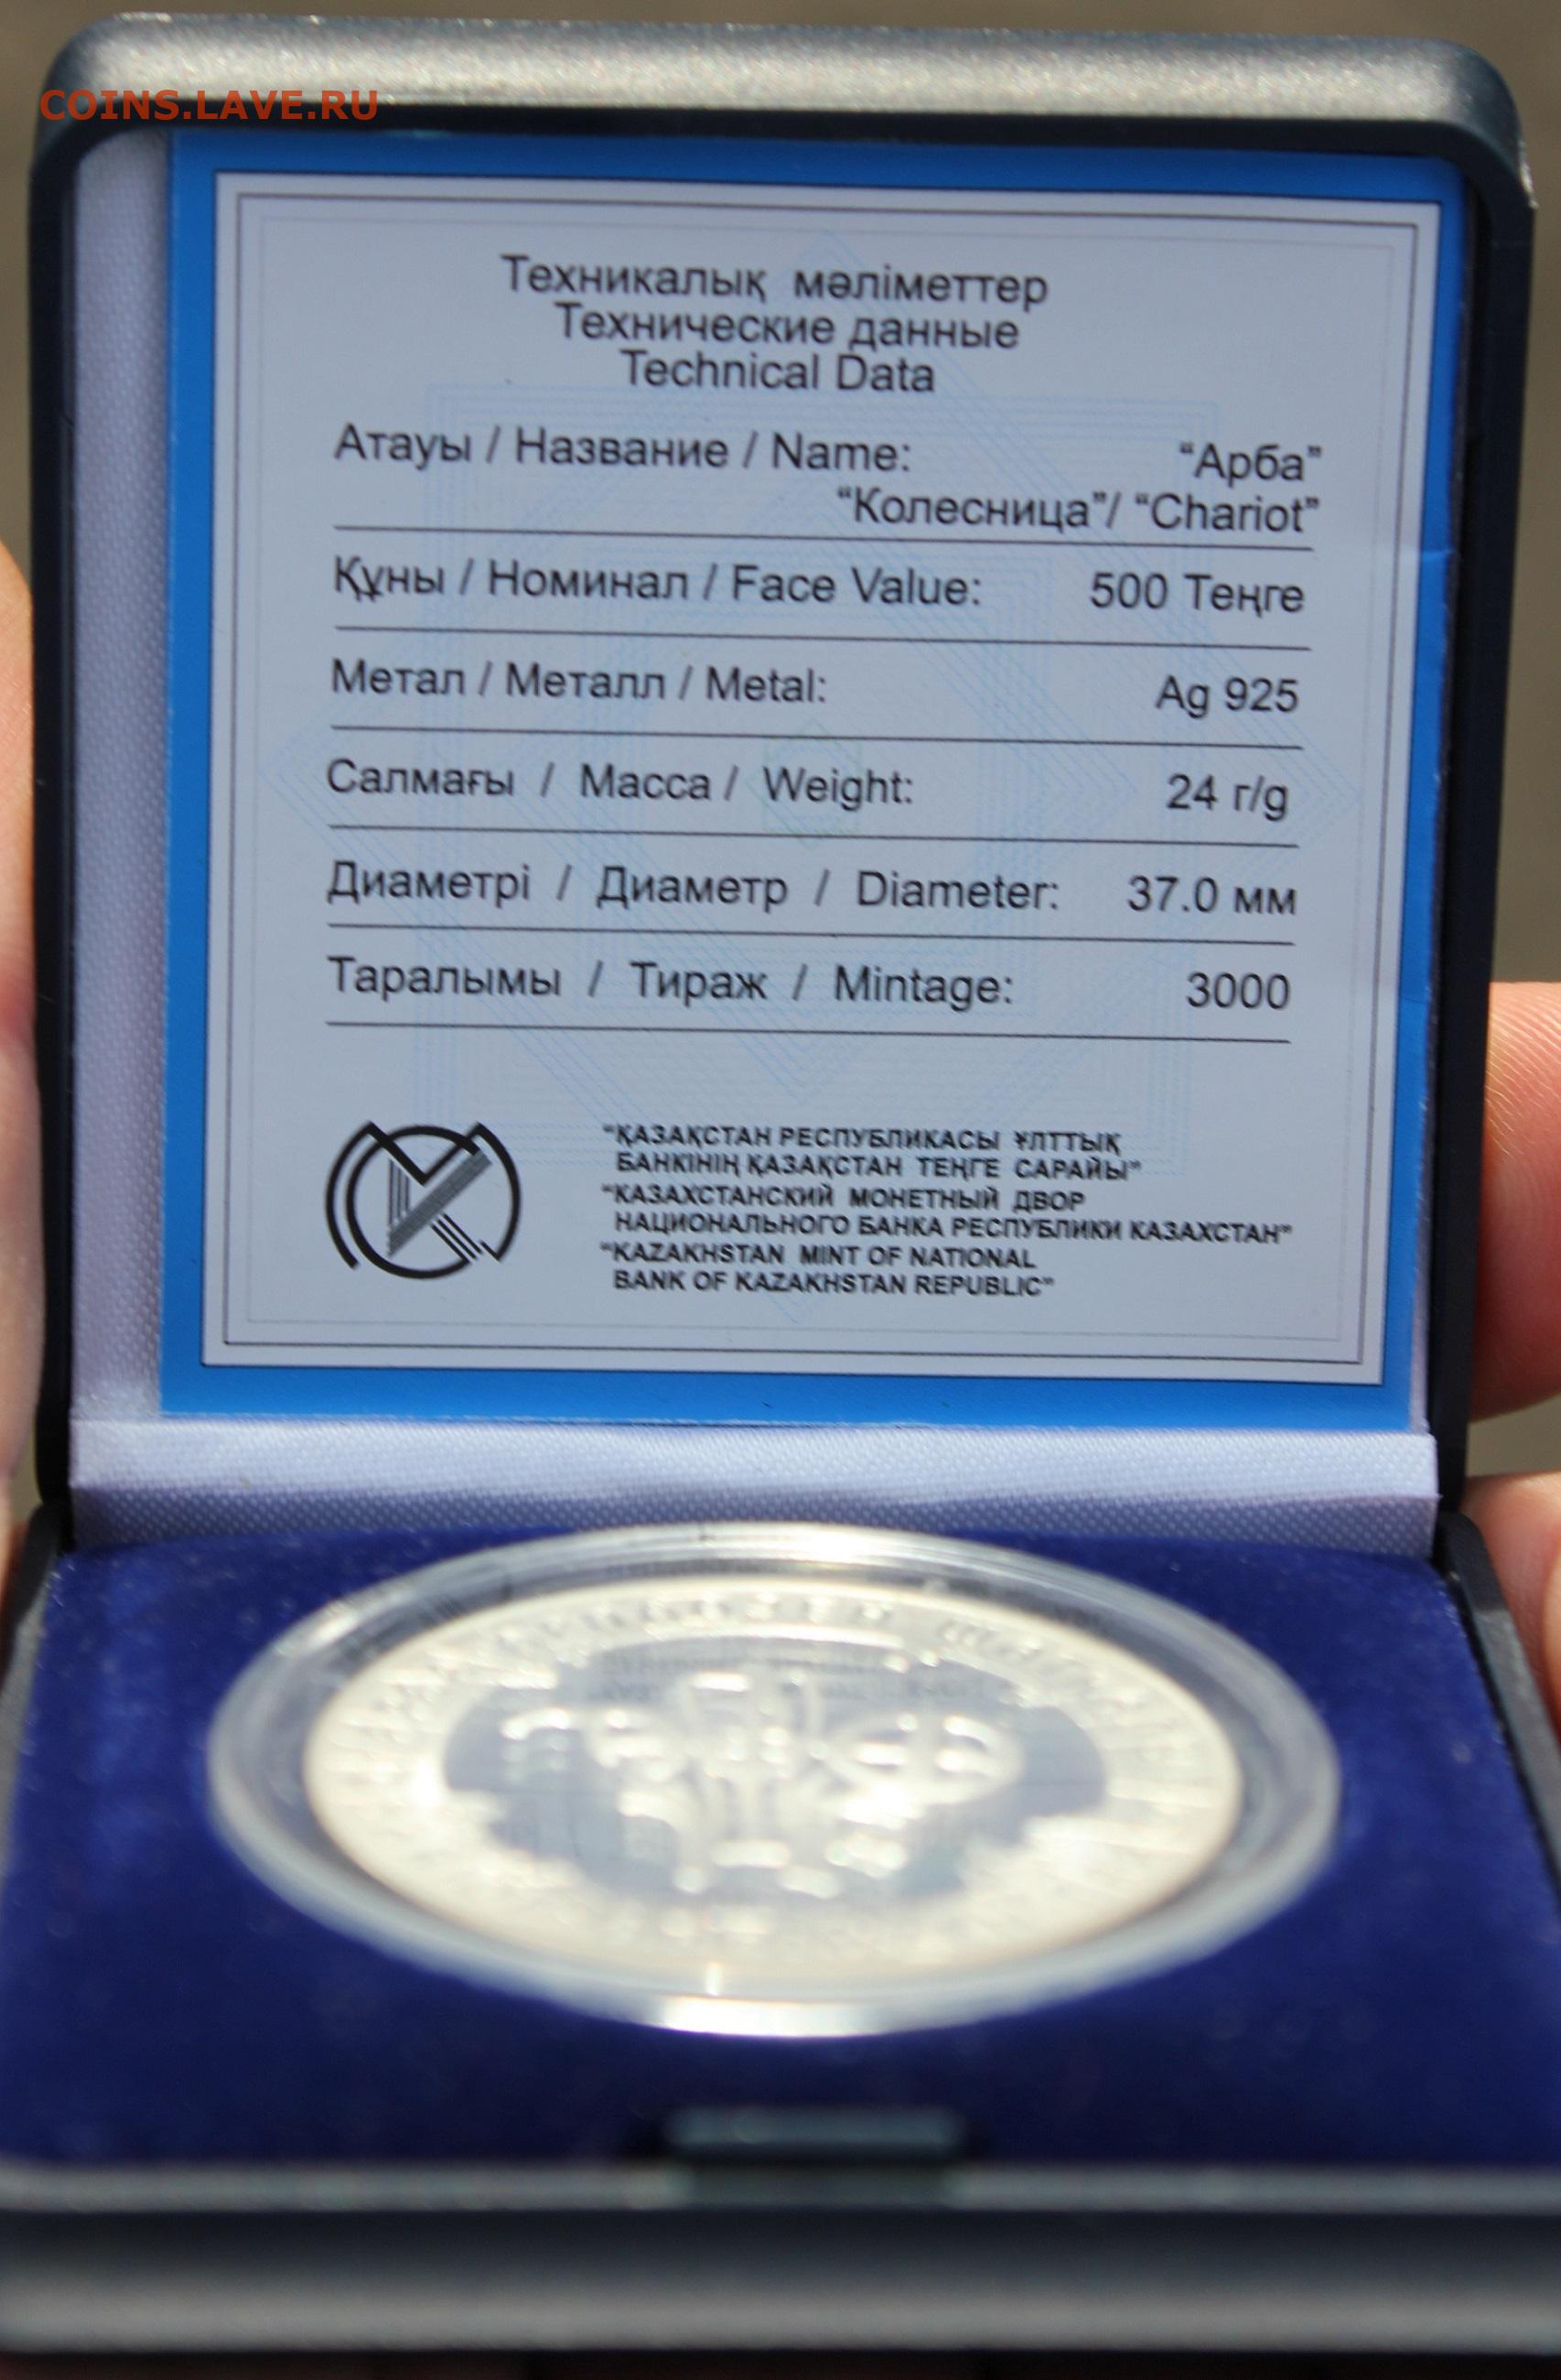 COINS.LAVE.RU
Техникалық мәліметтер
Технические данные
Technical Data
Атауы / Название / Name: “Арба”
“Колесница”/ “Chariot”
Құны / Номинал / Face Value: 500 Теңге
Метал / Металл / Metal: Ag 925
Салмағы / Масса / Weight: 24 г/g
Диаметрі / Диаметр / Diameter: 37.0 мм
Таралымы / Тираж / Mintage: 3000
“ҚАЗАҚСТАН РЕСПУБЛИКАСЫ ҰЛТТЫҚ
БАНКІНІҢ ҚАЗАҚСТАН ТЕҢГЕ САРАЙЫ”
“КАЗАХСТАНСКИЙ МОНЕТНЫЙ ДВОР
НАЦИОНАЛЬНОГО БАНКА РЕСПУБЛИКИ КАЗАХСТАН”
“KAZAKHSTAN MINT OF NATIONAL
BANK OF KAZAKHSTAN REPUBLIC”